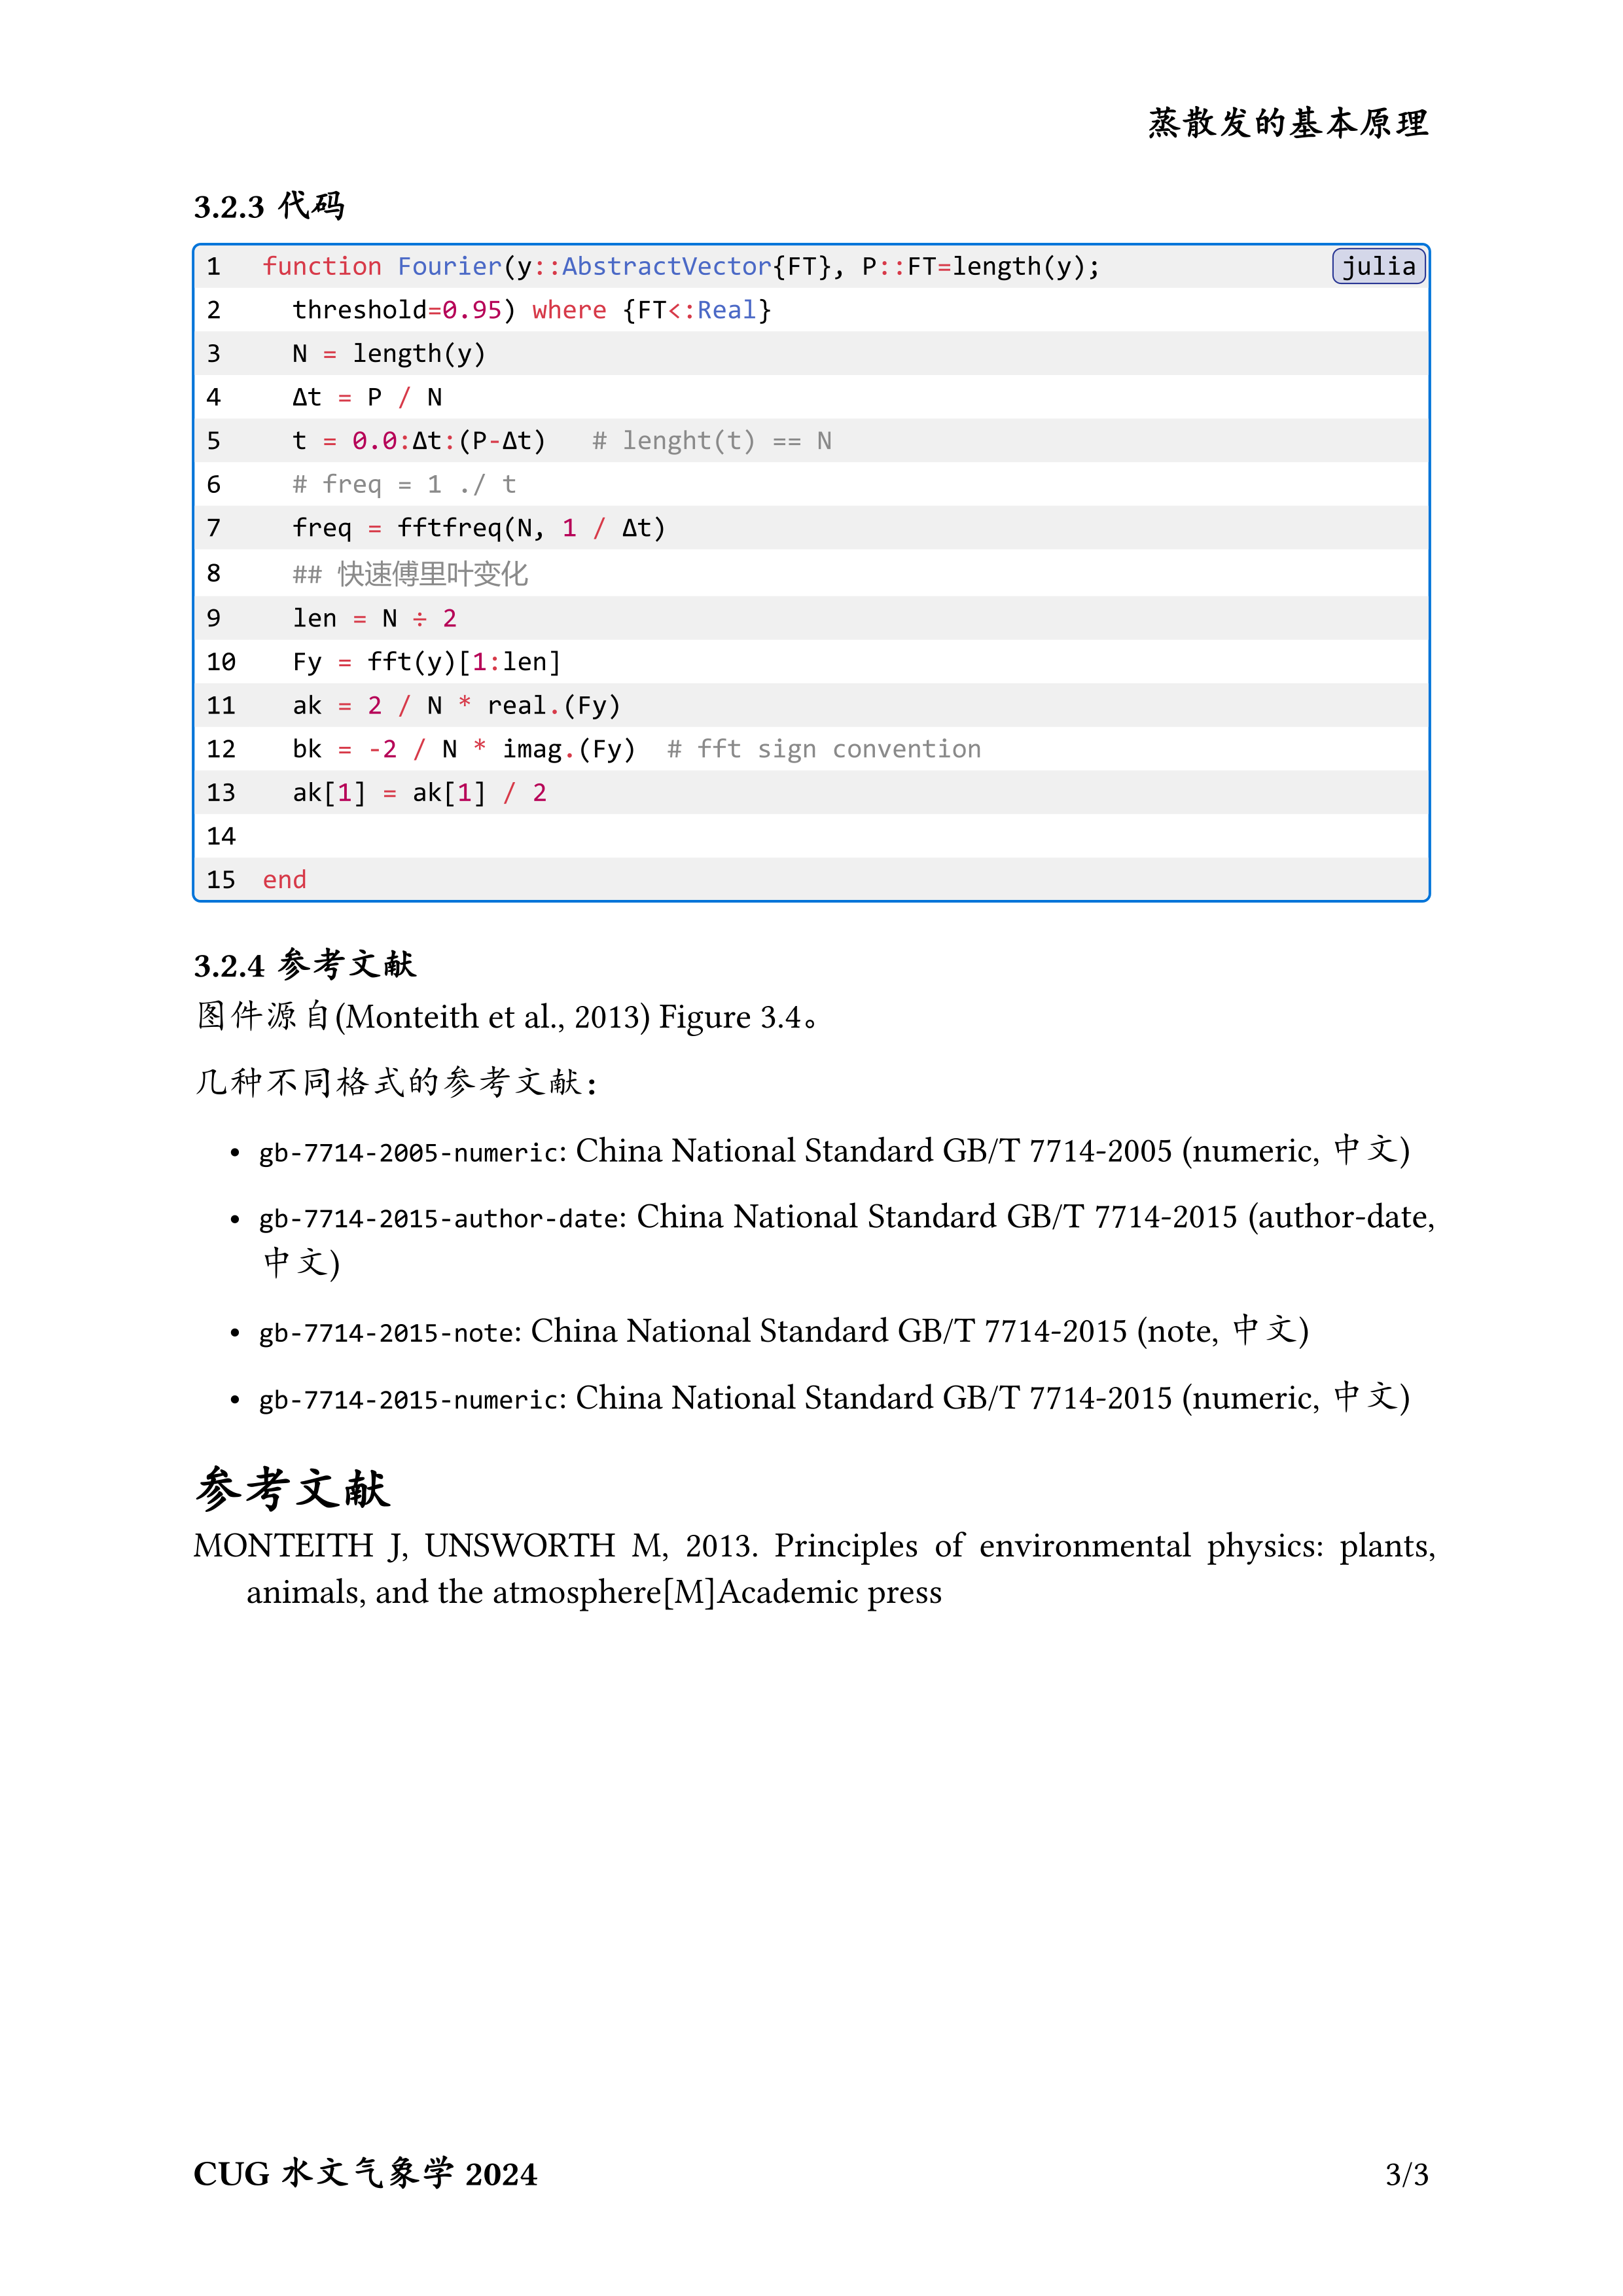 蒸散发的基本原理
3.2.3 代码
1 function Fourier(y::AbstractVector{FT}, P::FT=length(y); julia
2 threshold=0.95) where {FT<:Real}
3 N = length(y)
4 Δt = P / N
5 t = 0.0:Δt:(P-Δt) # lenght(t) == N
6 # freq = 1 ./ t
7 freq = fftfreq(N, 1 / Δt)
8 ## 快速傅里叶变化
9 len = N ÷ 2
10 Fy = fft(y)[1:len]
11 ak = 2 / N * real.(Fy)
12 bk = -2 / N * imag.(Fy) # fft sign convention
13 ak[1] = ak[1] / 2
14
15 end
3.2.4 参考文献
图件源自(Monteith et al., 2013) Figure 3.4。
几种不同格式的参考文献：
• gb-7714-2005-numeric: China National Standard GB/T 7714-2005 (numeric, 中文)
• gb-7714-2015-author-date: China National Standard GB/T 7714-2015 (author-date,
中文)
• gb-7714-2015-note: China National Standard GB/T 7714-2015 (note, 中文)
• gb-7714-2015-numeric: China National Standard GB/T 7714-2015 (numeric, 中文)
参考文献
MONTEITH J, UNSWORTH M, 2013. Principles of environmental physics: plants,
animals, and the atmosphere[M]Academic press
CUG 水文气象学 2024 3/3